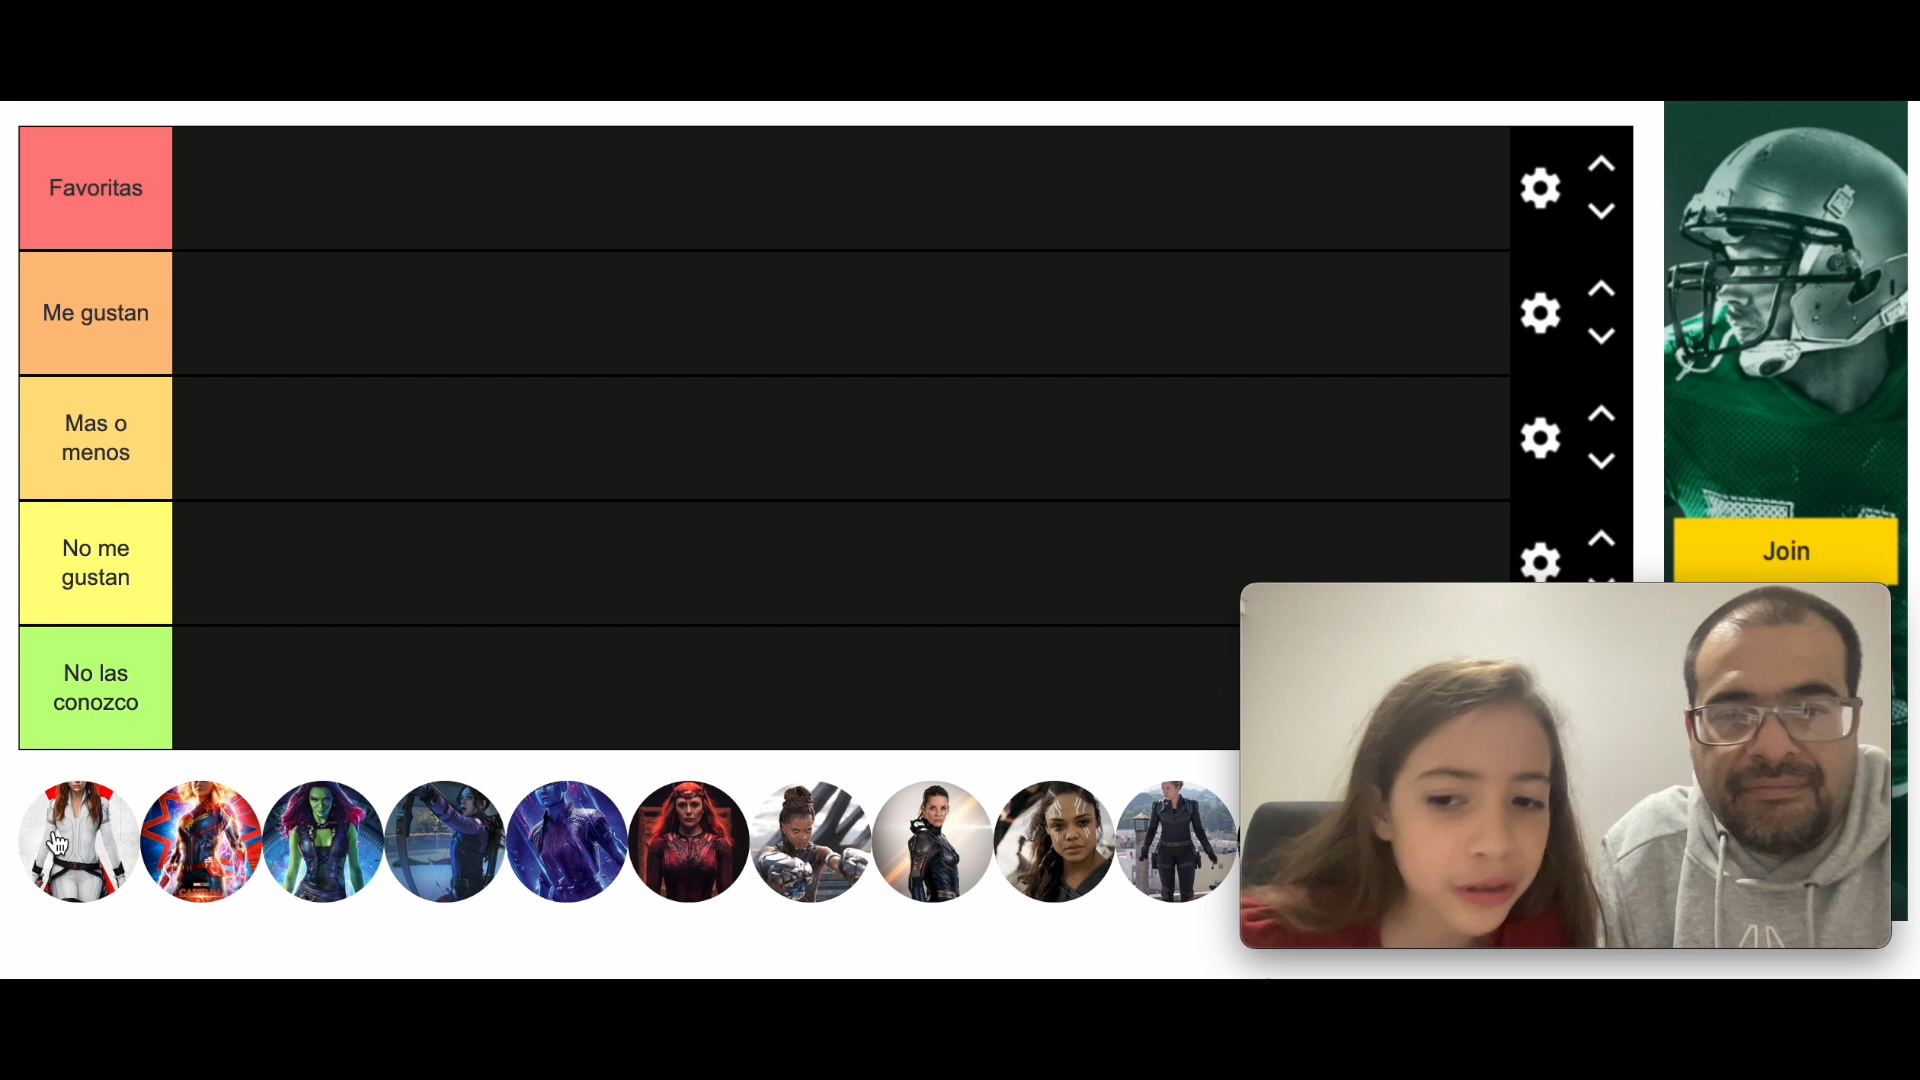 Favoritas
Me gustan
Mas o
menos
No me
gustan
No las
conozco
Join